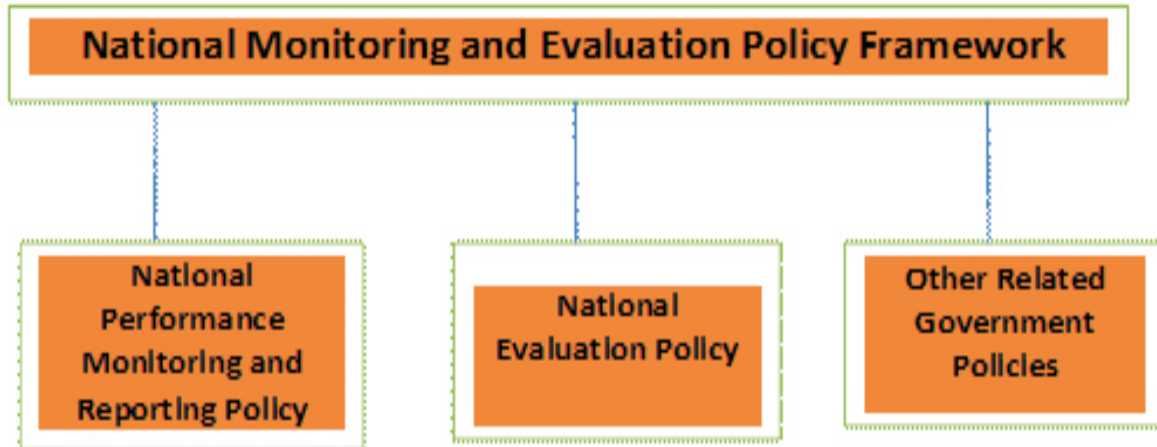 National Monitoring and Evaluation Policy Framework
National
Performance
Monitoring and
Reporting Policy
National
Evaluation Policy
Other Related
Government
Policies